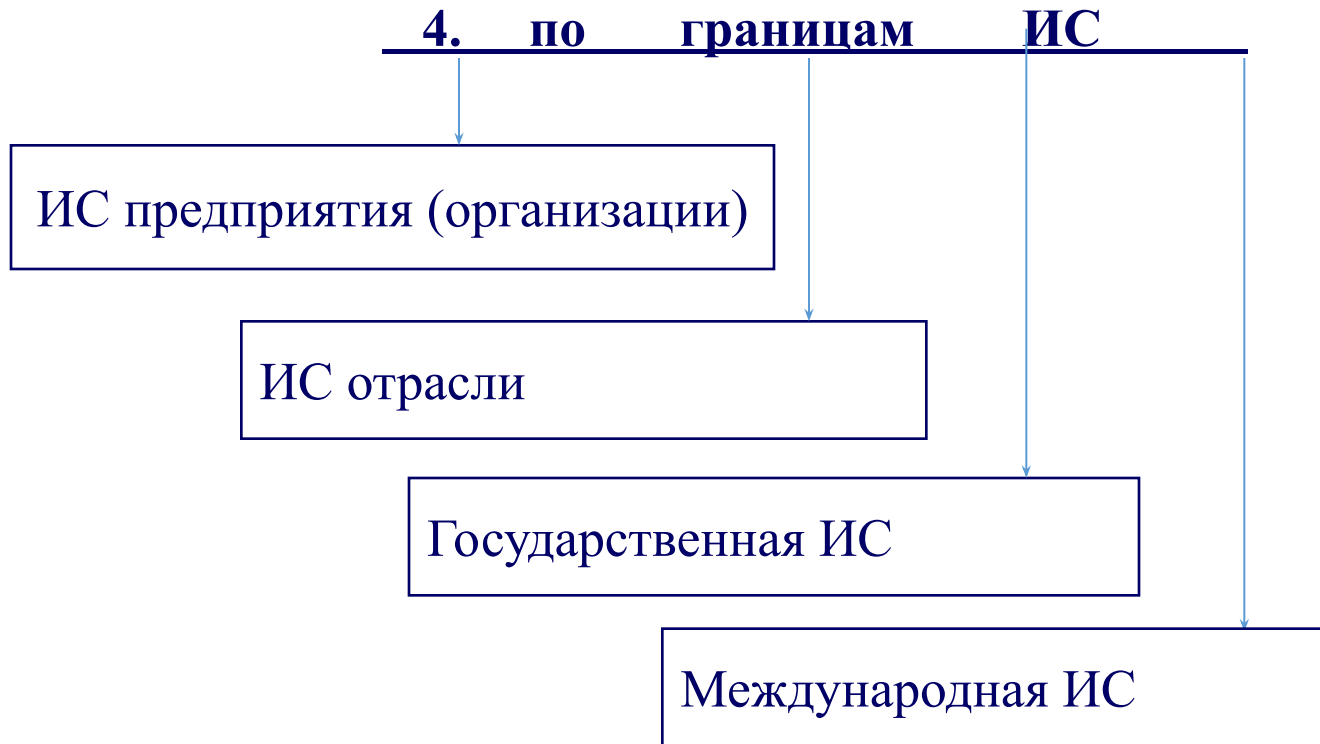 4. по границам ИС
ИС предприятия (организации)
ИС отрасли
Государственная ИС
Международная ИС